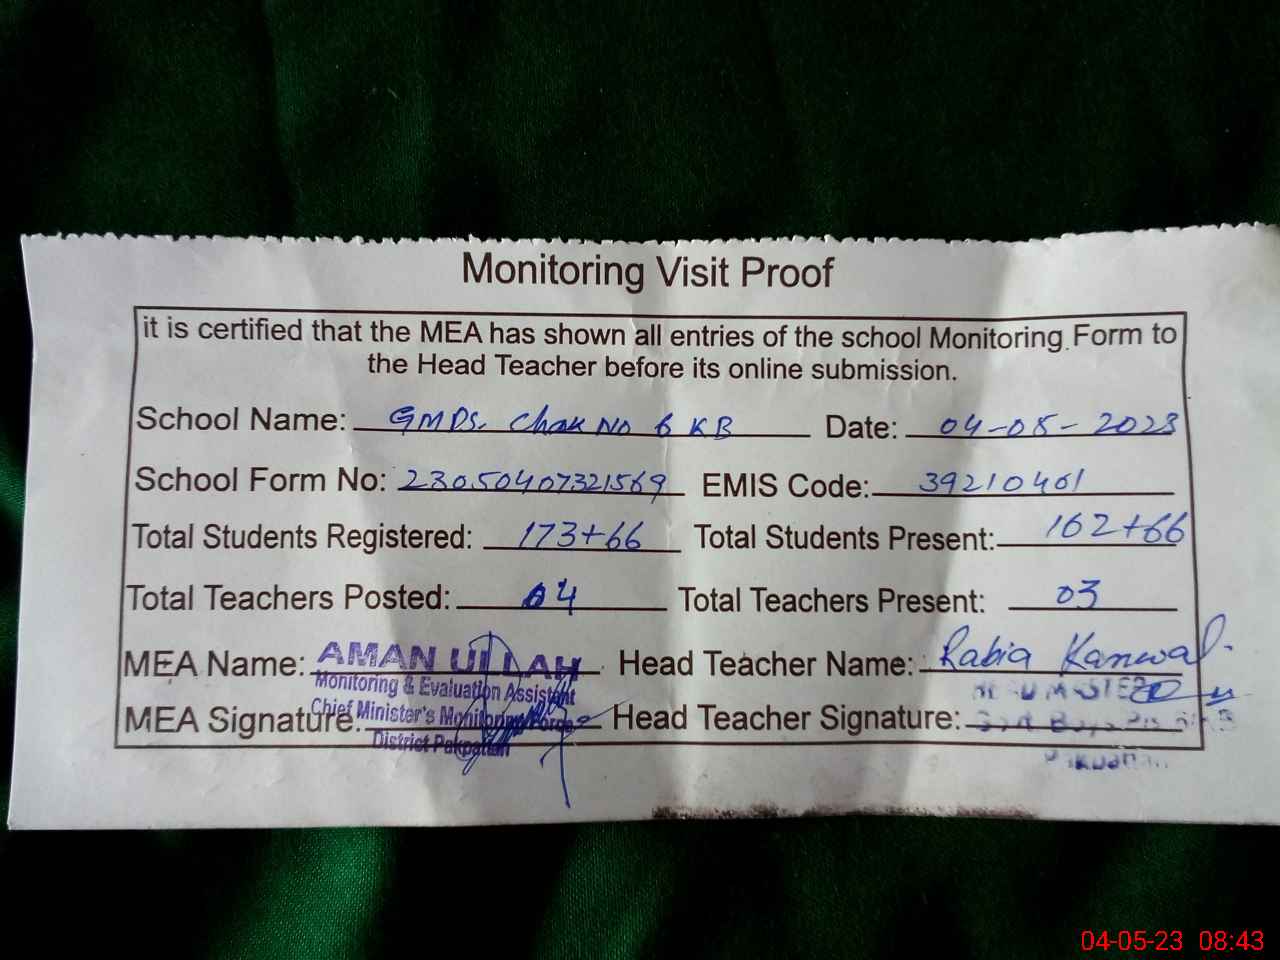 Monitoring Visit Proof
it is certified that the MEA has shown all entries of the school Monitoring Form to
the Head Teacher before its online submission.
School Name: GMPS. Chak No 6 KB Date: 04-05-2023
School Form No: 23050407321569 EMIS Code: 39210461
Total Students Registered: 173+66 Total Students Present: 162+66
Total Teachers Posted: 04 Total Teachers Present: 03
MEA Name: AMAN ULLAH Head Teacher Name: Rabia Kanwal.
Monitoring & Evaluation Assistant
HEAD MASTER
MEA Signature: Chief Minister's Monitoring Force Head Teacher Signature:
District Pakpattan
04-05-23 08:43